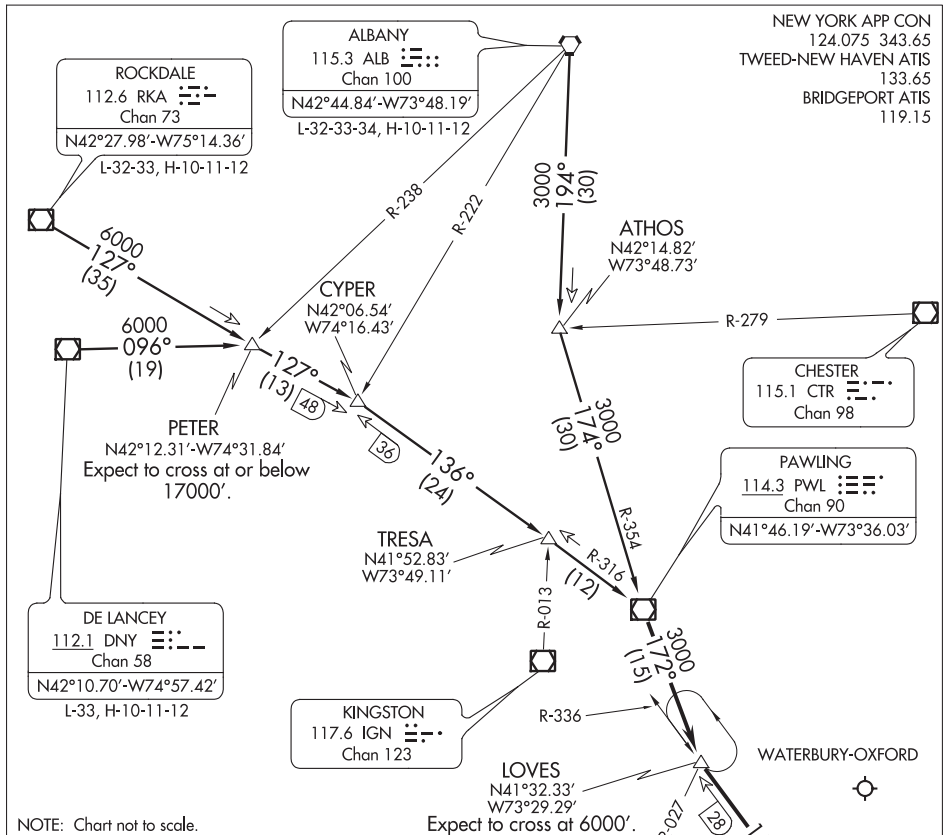 NEW YORK APP CON
124.075 343.65
TWEED-NEW HAVEN ATIS
133.65
BRIDGEPORT ATIS
119.15
ALBANY
115.3 ALB
Chan 100
N42°44.84'-W73°48.19'
L-32-33-34, H-10-11-12
ROCKDALE
112.6 RKA
Chan 73
N42°27.98'-W75°14.36'
L-32-33, H-10-11-12
R-238
R-222
3000
194°
(30)
ATHOS
N42°14.82'
W73°48.73'
6000
127°
(35)
CYPER
N42°06.54'
W74°16.43'
R-279
6000
096°
(19)
127°
(13)
48
36
CHESTER
115.1 CTR
Chan 98
PETER
N42°12.31'-W74°31.84'
Expect to cross at or below
17000'.
3000
174°
(30)
136°
(24)
PAWLING
114.3 PWL
Chan 90
N41°46.19'-W73°36.03'
R-354
TRESA
N41°52.83'
W73°49.11'
R-316
(12)
R-013
DE LANCEY
112.1 DNY
Chan 58
N42°10.70'-W74°57.42'
L-33, H-10-11-12
3000
172°
(15)
KINGSTON
117.6 IGN
Chan 123
R-336
WATERBURY-OXFORD
LOVES
N41°32.33'
W73°29.29'
Expect to cross at 6000'.
28
NOTE: Chart not to scale.